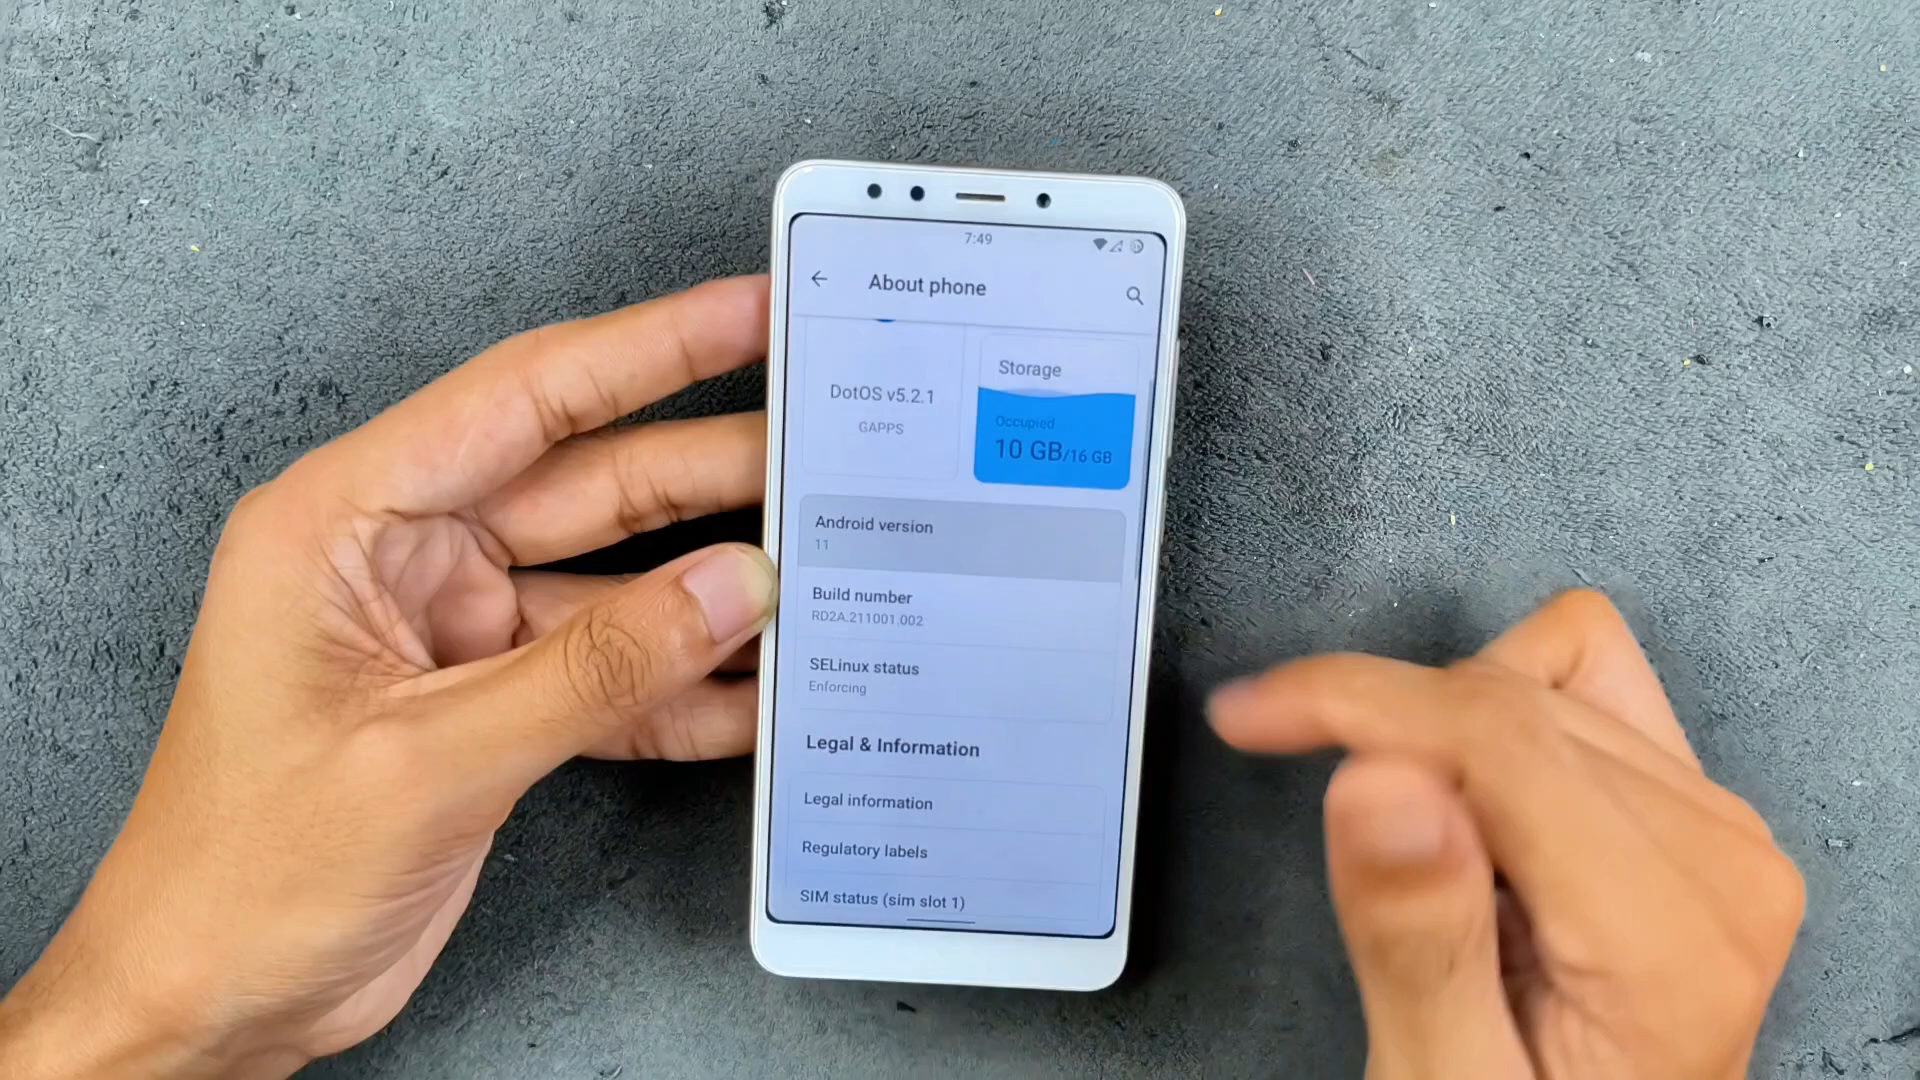 7:49
About phone
DotOS v5.2.1
GAPPS
Storage
Occupied
10 GB/16 GB
Android version
11
Build number
RD2A.211001.002
SELinux status
Enforcing
Legal & Information
Legal information
Regulatory labels
SIM status (sim slot 1)